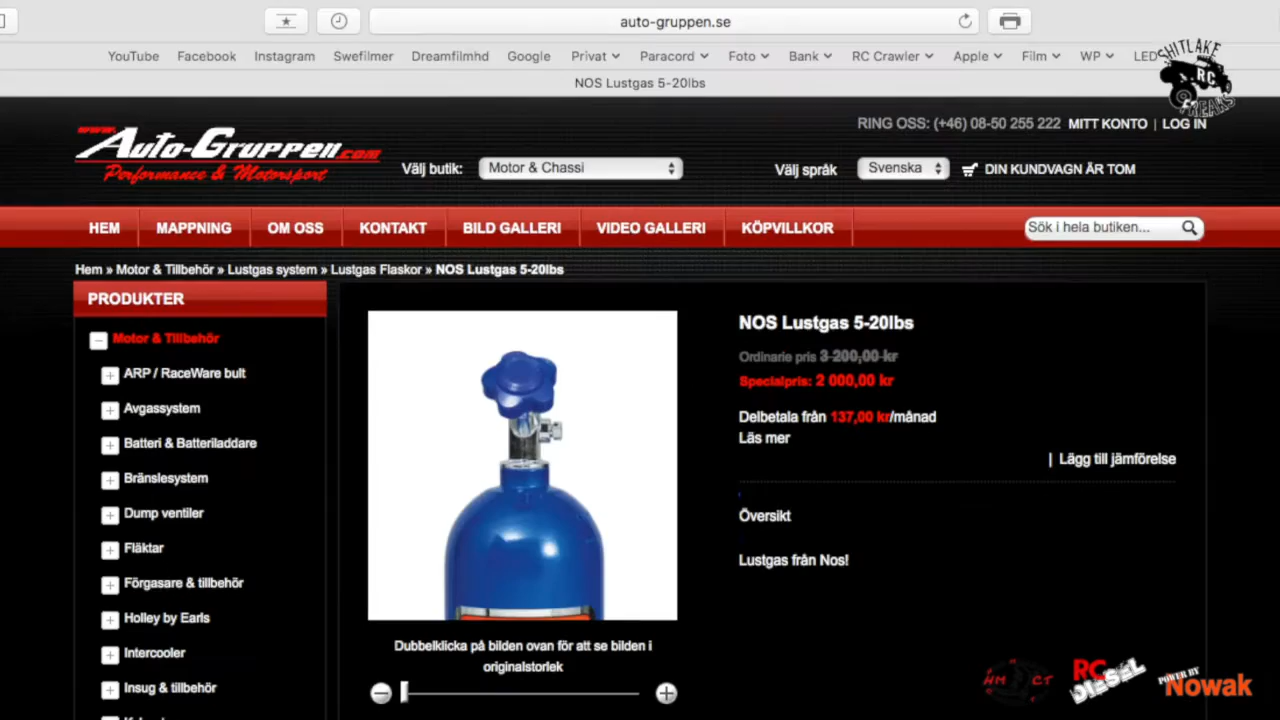 auto-gruppen.se
YouTube Facebook Instagram Swefilmer Dreamfilmhd Google Privat Paracord Foto Bank RC Crawler Apple Film WP LED
NOS Lustgas 5-20lbs
SHITLAKE
RC
FREAKS
RING OSS: (+46) 08-50 255 222 MITT KONTO | LOG IN
www.Auto-Gruppen.com
Performance & Motorsport
Välj butik: Motor & Chassi Välj språk Svenska DIN KUNDVAGN ÄR TOM
HEM MAPPNING OM OSS KONTAKT BILD GALLERI VIDEO GALLERI KÖPVILLKOR Sök i hela butiken...
Hem » Motor & Tillbehör » Lustgas system » Lustgas Flaskor » NOS Lustgas 5-20lbs
PRODUKTER
Motor & Tillbehör
ARP / RaceWare bult
Avgassystem
Batteri & Batteriladdare
Bränslesystem
Dump ventiler
Fläktar
Förgasare & tillbehör
Holley by Earls
Intercooler
Insug & tillbehör
Dubbelklicka på bilden ovan för att se bilden i
originalstorlek
NOS Lustgas 5-20lbs
Ordinarie pris 3 200,00 kr
Specialpris: 2 000,00 kr
Delbetala från 137,00 kr/månad
Läs mer
| Lägg till jämförelse
Översikt
Lustgas från Nos!
RC
DIESEL
POWER BY
Nowak